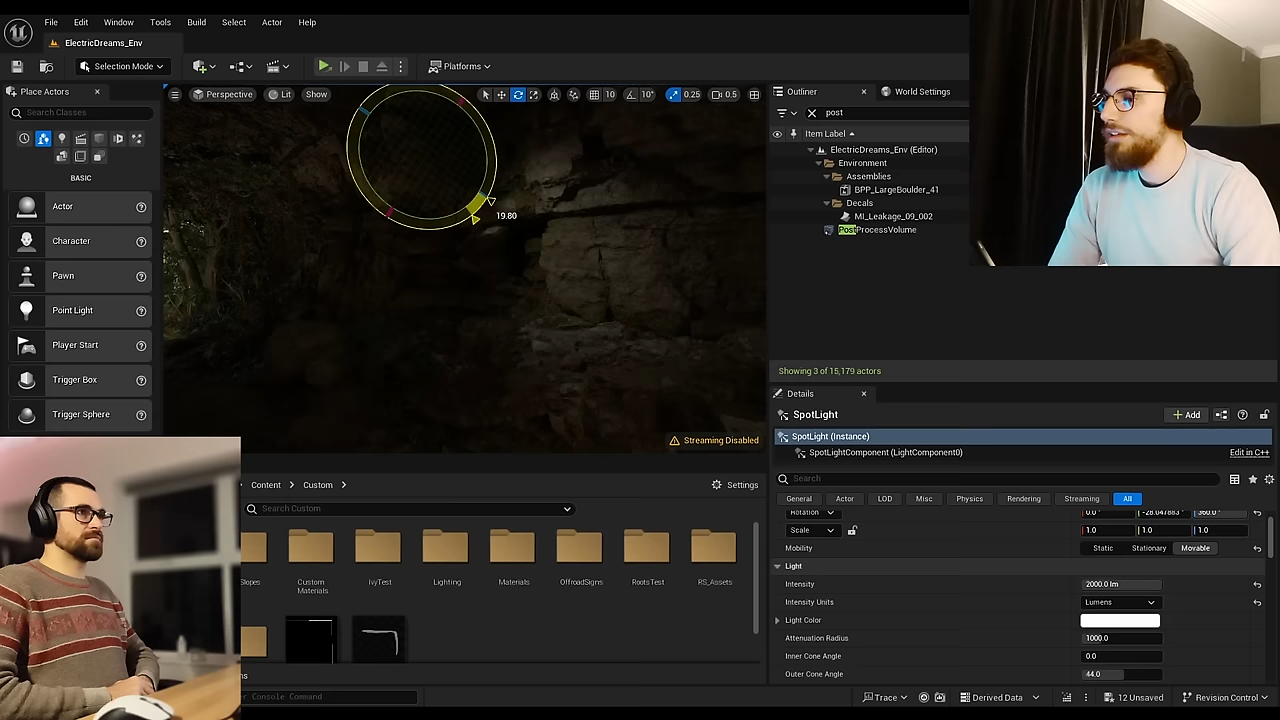 File Edit Window Tools Build Select Actor Help
ElectricDreams_Env
Selection Mode
Platforms
Place Actors
Search Classes
BASIC
Actor
Character
Pawn
Point Light
Player Start
Trigger Box
Trigger Sphere
Perspective Lit Show
10 10° 0.25 0.5
19.80
Streaming Disabled
Outliner World Settings
post
Item Label
ElectricDreams_Env (Editor)
Environment
Assemblies
BPP_LargeBoulder_41
Decals
MI_Leakage_09_002
PostProcessVolume
Showing 3 of 15,179 actors
Details
SpotLight
Add
SpotLight (Instance)
SpotLightComponent (LightComponent0)
Edit in C++
Search
General Actor LOD Misc Physics Rendering Streaming All
Rotation 0.0° -28.047883° 360.0°
Scale 1.0 1.0 1.0
Mobility Static Stationary Movable
Light
Intensity 2000.0 lm
Intensity Units Lumens
Light Color
Attenuation Radius 1000.0
Inner Cone Angle 0.0
Outer Cone Angle 44.0
Content Custom
Settings
Search Custom
Slopes
Custom Materials
IvyTest
Lighting
Materials
OffroadSigns
RootsTest
RS_Assets
Console Command
Trace Derived Data 12 Unsaved Revision Control